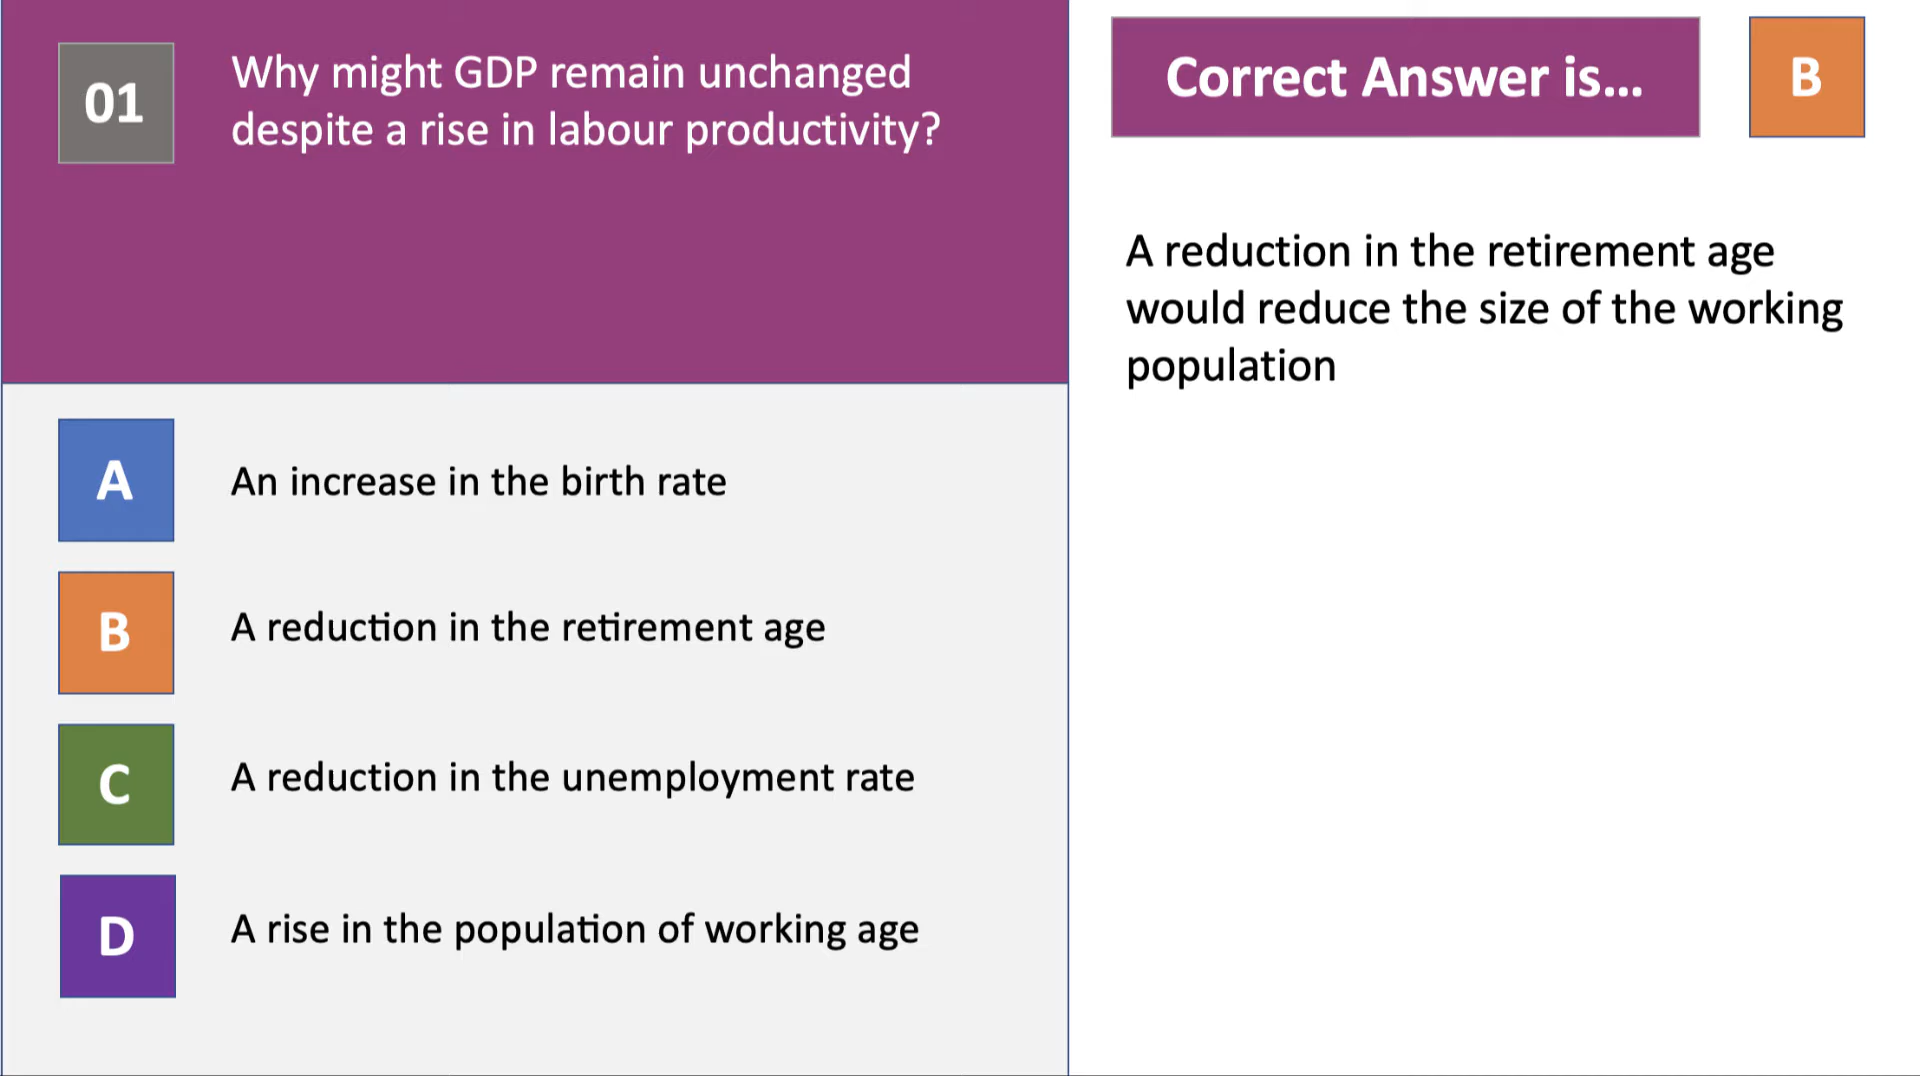 01
Why might GDP remain unchanged
despite a rise in labour productivity?
A
An increase in the birth rate
B
A reduction in the retirement age
C
A reduction in the unemployment rate
D
A rise in the population of working age
Correct Answer is...
B
A reduction in the retirement age
would reduce the size of the working
population